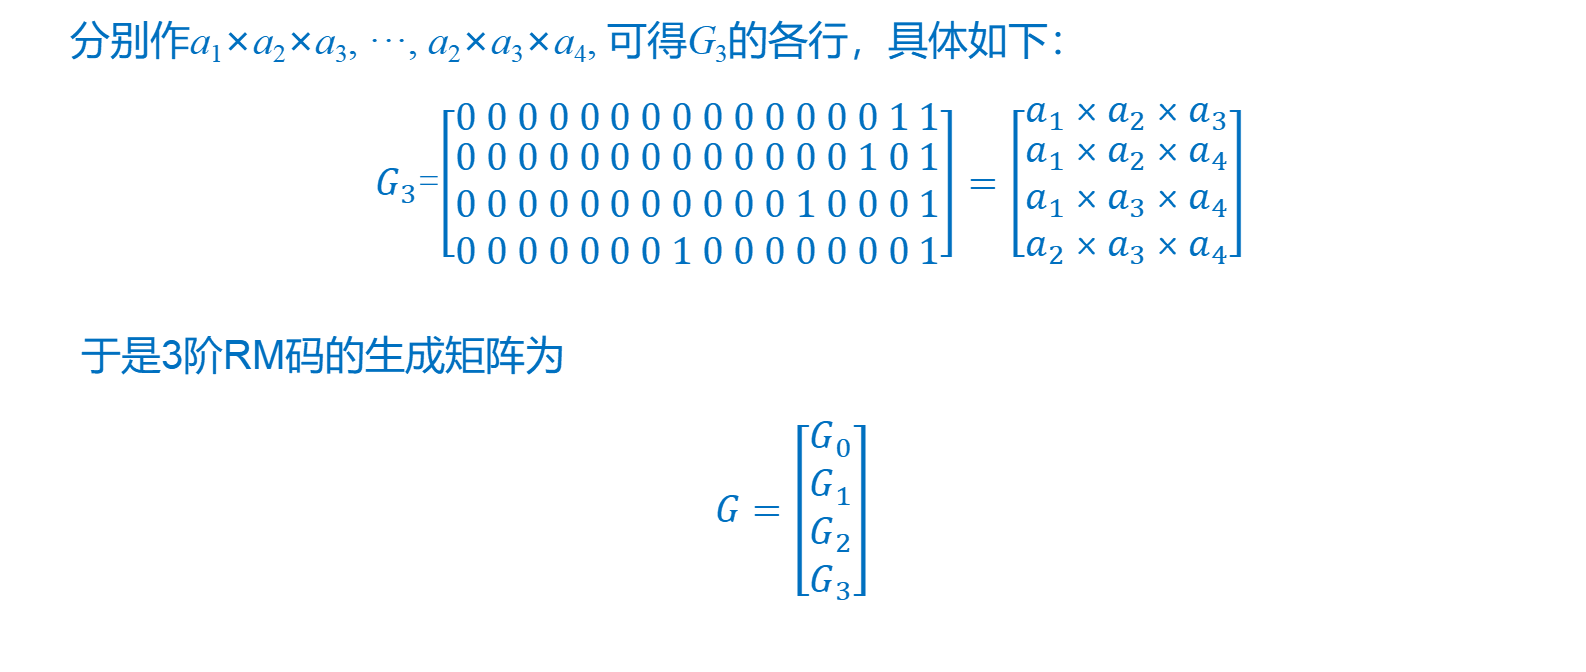 分别作a₁×a₂×a₃, ⋯, a₂×a₃×a₄, 可得G₃的各行，具体如下：
G₃=[0 0 0 0 0 0 0 0 0 0 0 0 0 0 1 1
0 0 0 0 0 0 0 0 0 0 0 0 0 1 0 1
0 0 0 0 0 0 0 0 0 0 0 1 0 0 0 1
0 0 0 0 0 0 0 1 0 0 0 0 0 0 0 1] = [a₁ × a₂ × a₃
a₁ × a₂ × a₄
a₁ × a₃ × a₄
a₂ × a₃ × a₄]
于是3阶RM码的生成矩阵为
G = [G₀
G₁
G₂
G₃]